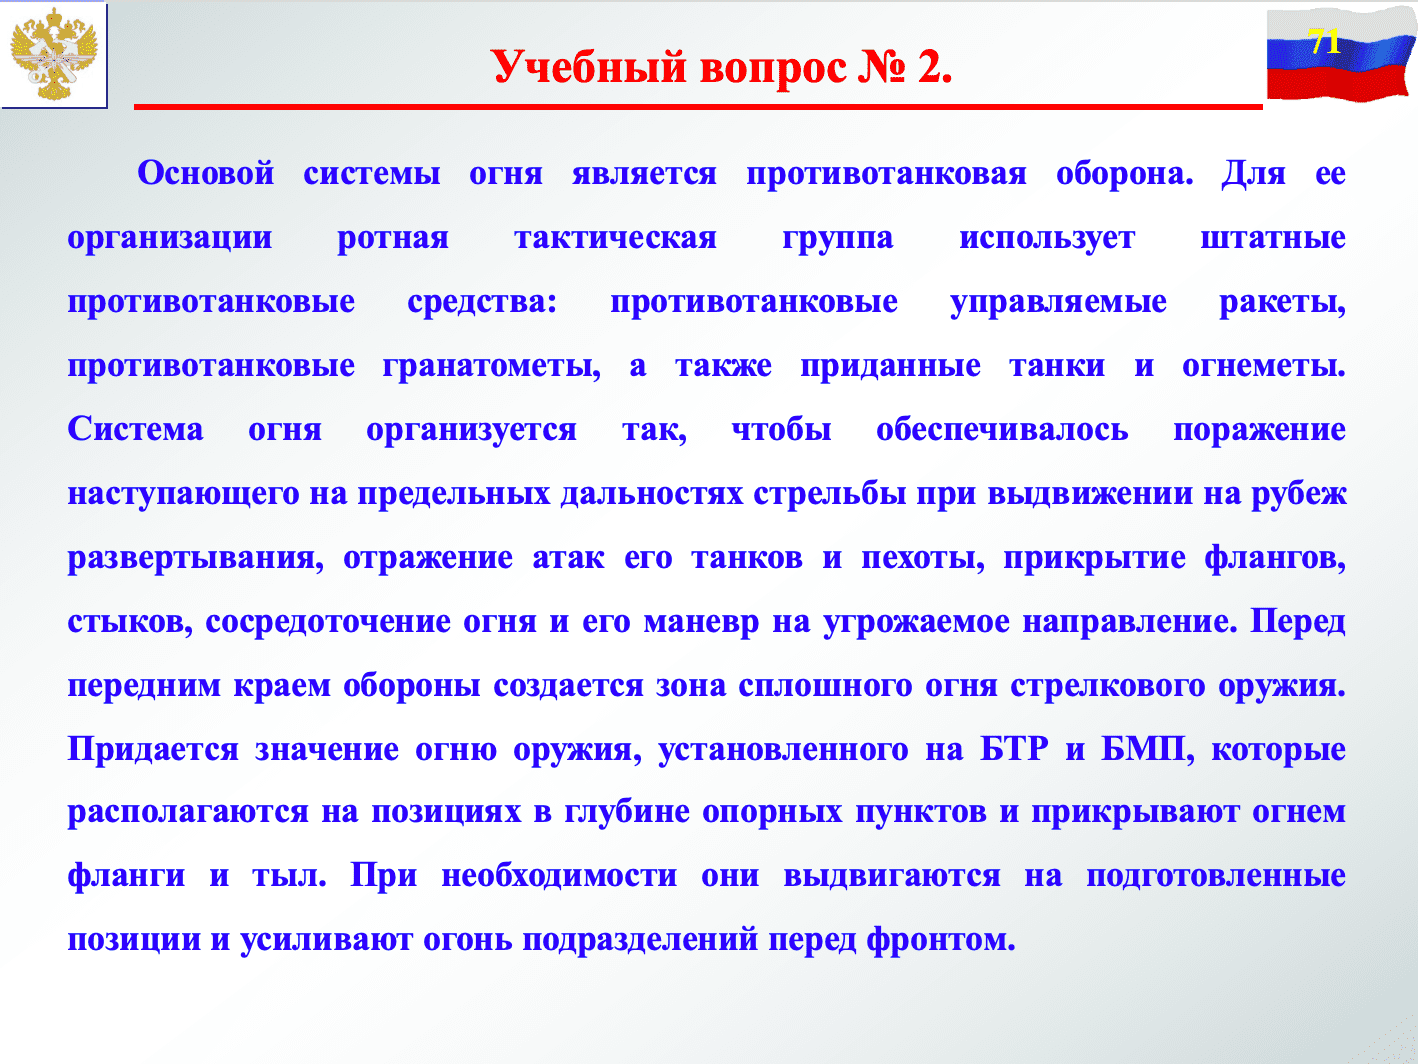 71
Учебный вопрос № 2.
Основой системы огня является противотанковая оборона. Для ее
организации ротная тактическая группа использует штатные
противотанковые средства: противотанковые управляемые ракеты,
противотанковые гранатометы, а также приданные танки и огнеметы.
Система огня организуется так, чтобы обеспечивалось поражение
наступающего на предельных дальностях стрельбы при выдвижении на рубеж
развертывания, отражение атак его танков и пехоты, прикрытие флангов,
стыков, сосредоточение огня и его маневр на угрожаемое направление. Перед
передним краем обороны создается зона сплошного огня стрелкового оружия.
Придается значение огню оружия, установленного на БТР и БМП, которые
располагаются на позициях в глубине опорных пунктов и прикрывают огнем
фланги и тыл. При необходимости они выдвигаются на подготовленные
позиции и усиливают огонь подразделений перед фронтом.